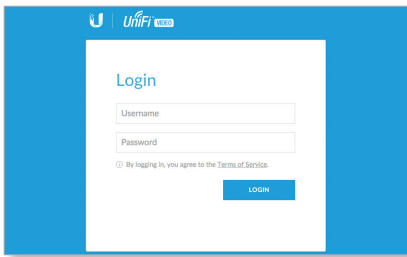 UniFi VIDEO
Login
Username
Password
By logging in, you agree to the Terms of Service.
LOGIN